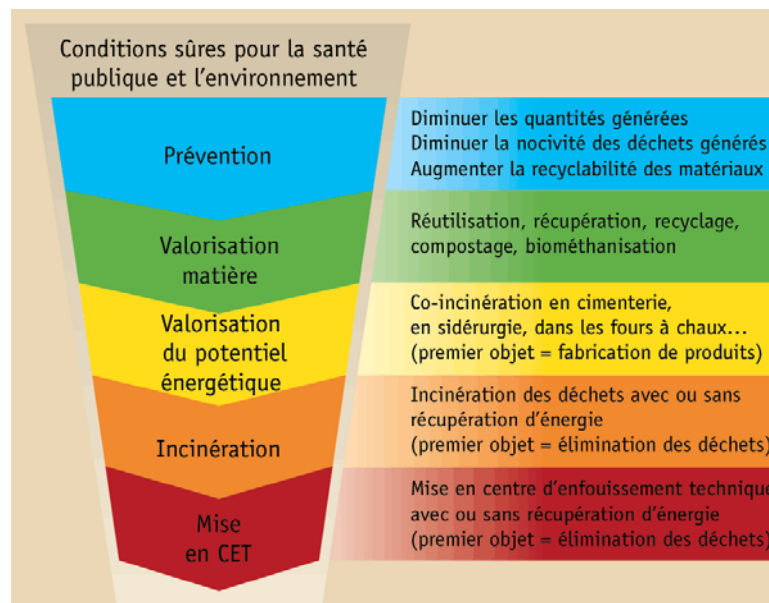 Conditions sûres pour la santé
publique et l'environnement
Prévention
Diminuer les quantités générées
Diminuer la nocivité des déchets générés
Augmenter la recyclabilité des matériaux
Valorisation
matière
Réutilisation, récupération, recyclage,
compostage, biométhanisation
Valorisation
du potentiel
énergétique
Co-incinération en cimenterie,
en sidérurgie, dans les fours à chaux...
(premier objet = fabrication de produits)
Incinération
Incinération des déchets avec ou sans
récupération d'énergie
(premier objet = élimination des déchets)
Mise
en CET
Mise en centre d'enfouissement technique
avec ou sans récupération d'énergie
(premier objet = élimination des déchets)